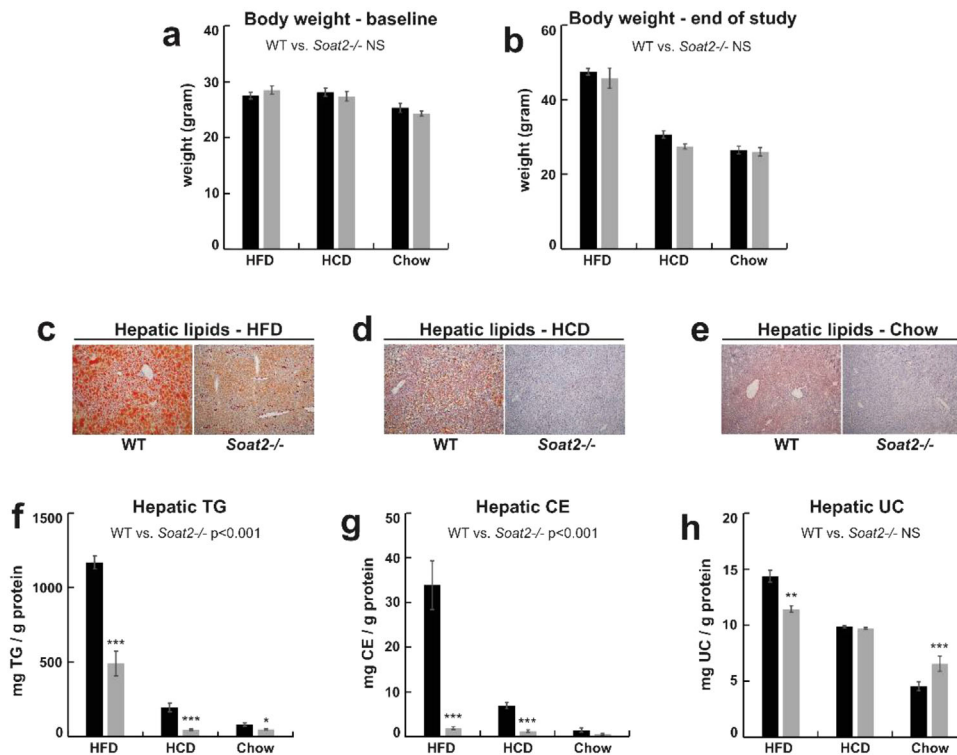 a
Body weight - baseline
WT vs. Soat2-/- NS
weight (gram)
40
30
20
10
0
HFD
HCD
Chow
b
Body weight - end of study
WT vs. Soat2-/- NS
weight (gram)
60
40
20
0
HFD
HCD
Chow
c
Hepatic lipids - HFD
WT
Soat2-/-
d
Hepatic lipids - HCD
WT
Soat2-/-
e
Hepatic lipids - Chow
WT
Soat2-/-
f
Hepatic TG
WT vs. Soat2-/- p<0.001
mg TG / g protein
1500
1000
500
0
***
***
*
HFD
HCD
Chow
g
Hepatic CE
WT vs. Soat2-/- p<0.001
mg CE / g protein
50
40
30
20
10
0
***
***
HFD
HCD
Chow
h
Hepatic UC
WT vs. Soat2-/- NS
mg UC / g protein
20
15
10
5
0
**
***
HFD
HCD
Chow